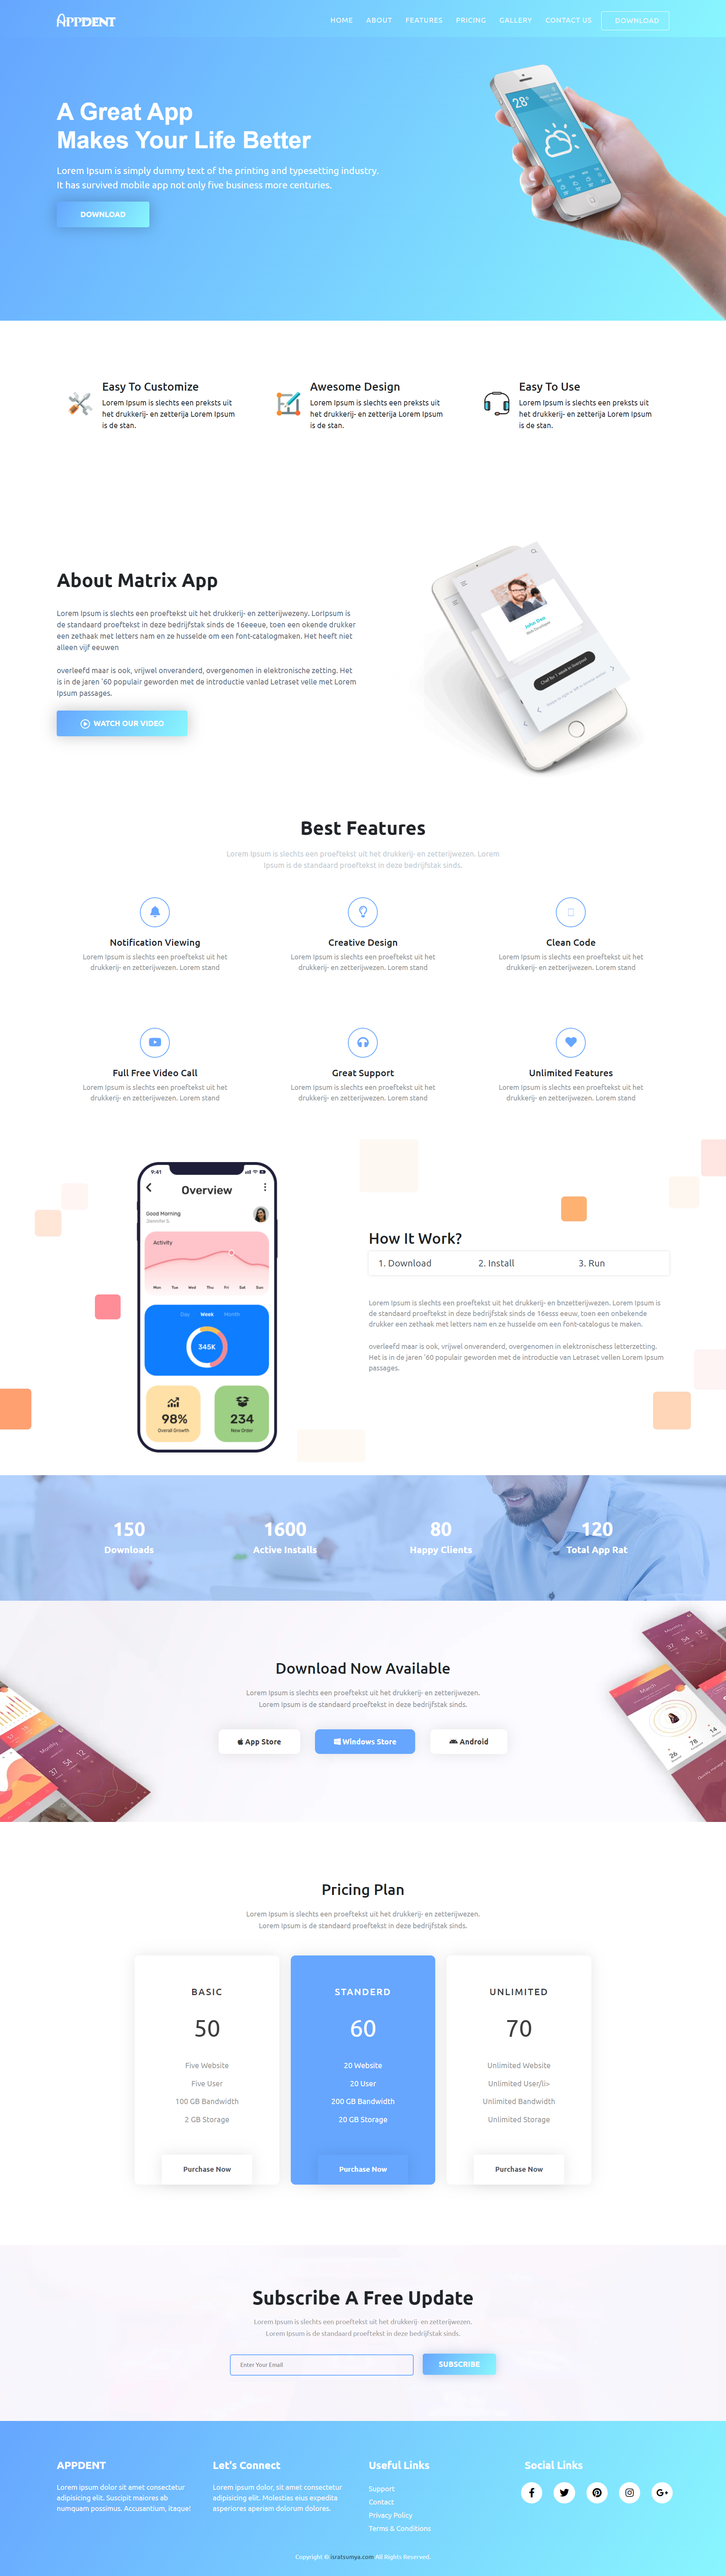 APPDENT
HOME ABOUT FEATURES PRICING GALLERY CONTACT US DOWNLOAD
A Great App
Makes Your Life Better
Lorem Ipsum is simply dummy text of the printing and typesetting industry.
It has survived mobile app not only five business more centuries.
DOWNLOAD
28°
Easy To Customize
Lorem Ipsum is slechts een preksts uit
het drukkerij- en zetterija Lorem Ipsum
is de stan.
Awesome Design
Lorem Ipsum is slechts een preksts uit
het drukkerij- en zetterija Lorem Ipsum
is de stan.
Easy To Use
Lorem Ipsum is slechts een preksts uit
het drukkerij- en zetterija Lorem Ipsum
is de stan.
About Matrix App
Lorem Ipsum is slechts een proeftekst uit het drukkerij- en zetterijwezeny. LorIpsum is
de standaard proeftekst in deze bedrijfstak sinds de 16eeeue, toen een okende drukker
een zethaak met letters nam en ze husselde om een font-catalogmaken. Het heeft niet
alleen vijf eeuwen
overleefd maar is ook, vrijwel onveranderd, overgenomen in elektronische zetting. Het
is in de jaren '60 populair geworden met de introductie vanlad Letraset velle met Lorem
Ipsum passages.
WATCH OUR VIDEO
John Deo
Web Developer
Best Features
Lorem Ipsum is slechts een proeftekst uit het drukkerij- en zetterijwezen. Lorem
Ipsum is de standaard proeftekst in deze bedrijfstak sinds.
Notification Viewing
Lorem Ipsum is slechts een proeftekst uit het
drukkerij- en zetterijwezen. Lorem stand
Creative Design
Lorem Ipsum is slechts een proeftekst uit het
drukkerij- en zetterijwezen. Lorem stand
Clean Code
Lorem Ipsum is slechts een proeftekst uit het
drukkerij- en zetterijwezen. Lorem stand
Full Free Video Call
Lorem Ipsum is slechts een proeftekst uit het
drukkerij- en zetterijwezen. Lorem stand
Great Support
Lorem Ipsum is slechts een proeftekst uit het
drukkerij- en zetterijwezen. Lorem stand
Unlimited Features
Lorem Ipsum is slechts een proeftekst uit het
drukkerij- en zetterijwezen. Lorem stand
9:41
Overview
Good Morning
Jennnifer S.
Activity
Mon Tue Wed Thu Fri Sat Sun
Day Week Month
345K
98%
Overall Growth
234
New Order
How It Work?
1. Download 2. Install 3. Run
Lorem Ipsum is slechts een proeftekst uit het drukkerij- en bnzetterijwezen. Lorem Ipsum is
de standaard proeftekst in deze bedrijfstak sinds de 16esss eeuw, toen een onbekende
drukker een zethaak met letters nam en ze husselde om een font-catalogus te maken.
overleefd maar is ook, vrijwel onveranderd, overgenomen in elektronischess letterzetting.
Het is in de jaren '60 populair geworden met de introductie van Letraset vellen Lorem Ipsum
passages.
150
Downloads
1600
Active Installs
80
Happy Clients
120
Total App Rat
Download Now Available
Lorem Ipsum is slechts een proeftekst uit het drukkerij- en zetterijwezen.
Lorem Ipsum is de standaard proeftekst in deze bedrijfstak sinds.
App Store Windows Store Android
Monthly
37 54 12
Monthly
37 54 12
March
26 78 14
Pricing Plan
Lorem Ipsum is slechts een proeftekst uit het drukkerij- en zetterijwezen.
Lorem Ipsum is de standaard proeftekst in deze bedrijfstak sinds.
BASIC
50
Five Website
Five User
100 GB Bandwidth
2 GB Storage
Purchase Now
STANDERD
60
20 Website
20 User
200 GB Bandwidth
20 GB Storage
Purchase Now
UNLIMITED
70
Unlimited Website
Unlimited User/li>
Unlimited Bandwidth
Unlimited Storage
Purchase Now
Subscribe A Free Update
Lorem Ipsum is slechts een proeftekst uit het drukkerij- en zetterijwezen.
Lorem Ipsum is de standaard proeftekst in deze bedrijfstak sinds.
Enter Your Email
SUBSCRIBE
APPDENT
Lorem ipsum dolor sit amet consectetur
adipisicing elit. Suscipit maiores ab
numquam possimus. Accusantium, itaque!
Let's Connect
Lorem ipsum dolor, sit amet consectetur
adipisicing elit. Molestias eius expedita
asperiores aperiam dolorum dolores.
Useful Links
Support
Contact
Privacy Policy
Terms & Conditions
Social Links
Copyright © isratsumya.com All Rights Reserved.